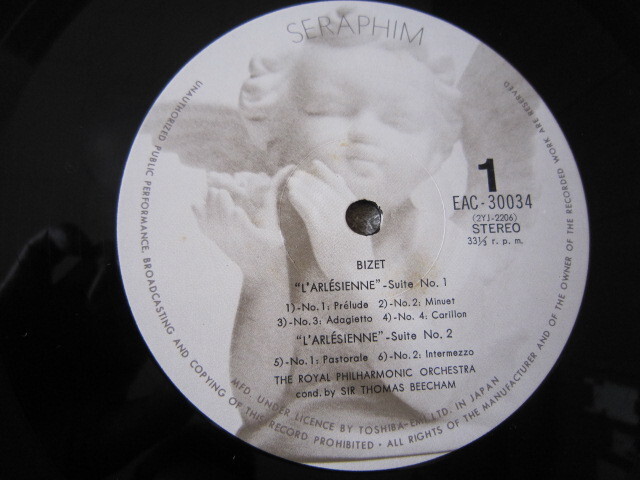 SERAPHIM
1
EAC-30034
(2YJ-2206)
STEREO
33⅓ r. p. m.
BIZET
"L'ARLÉSIENNE"-Suite No. 1
1)-No. 1: Prélude 2)-No. 2: Minuet
3)-No. 3: Adagietto 4)-No. 4: Carillon
"L'ARLÉSIENNE"-Suite No. 2
5)-No. 1: Pastorale 6)-No. 2: Intermezzo
THE ROYAL PHILHARMONIC ORCHESTRA
cond. by SIR THOMAS BEECHAM
MFD. UNDER LICENCE BY TOSHIBA-EMI LTD. IN JAPAN
UNAUTHORIZED PUBLIC PERFORMANCE, BROADCASTING AND COPYING OF THIS RECORD PROHIBITED • ALL RIGHTS OF THE MANUFACTURER AND OF THE OWNER OF THE RECORDED WORK ARE RESERVED